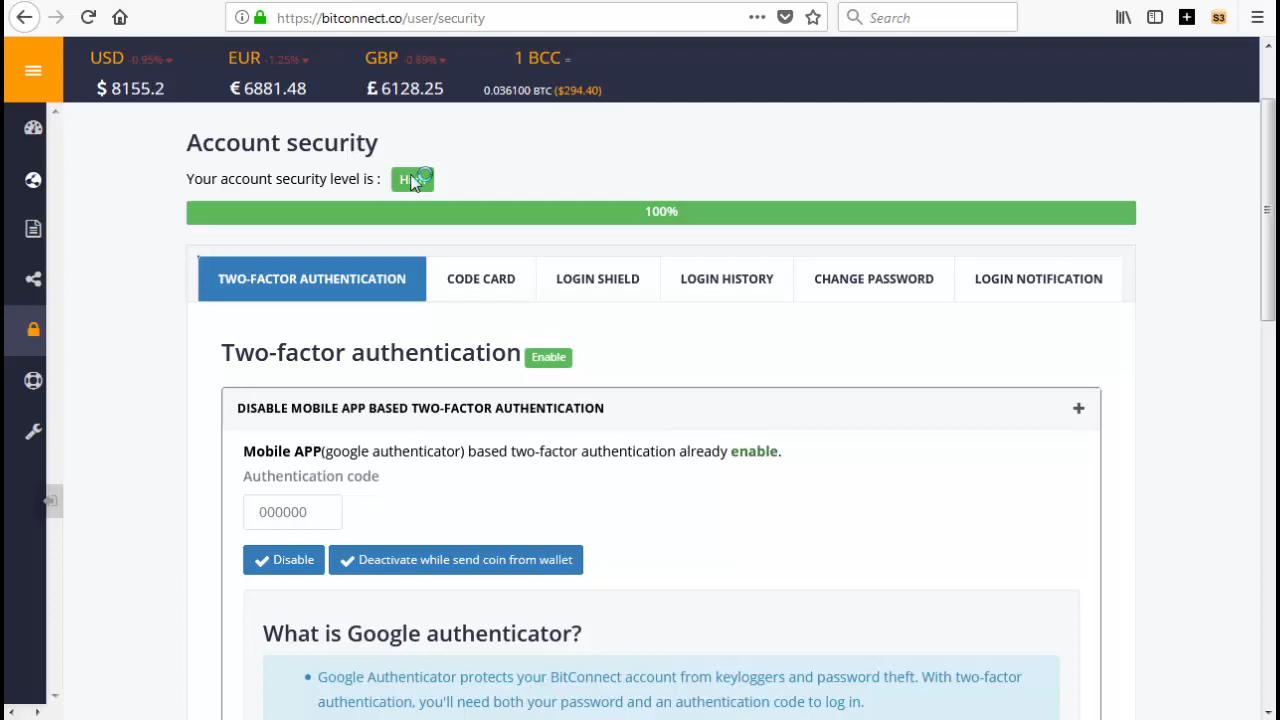 https://bitconnect.co/user/security
Search
S3
USD -0.95%
EUR -1.25%
GBP -0.89%
1 BCC =
$ 8155.2
€ 6881.48
£ 6128.25
0.036100 BTC ($294.40)
Account security
Your account security level is :
100%
TWO-FACTOR AUTHENTICATION
CODE CARD
LOGIN SHIELD
LOGIN HISTORY
CHANGE PASSWORD
LOGIN NOTIFICATION
Two-factor authentication Enable
DISABLE MOBILE APP BASED TWO-FACTOR AUTHENTICATION
Mobile APP(google authenticator) based two-factor authentication already enable.
Authentication code
000000
Disable
Deactivate while send coin from wallet
What is Google authenticator?
Google Authenticator protects your BitConnect account from keyloggers and password theft. With two-factor
authentication, you'll need both your password and an authentication code to log in.